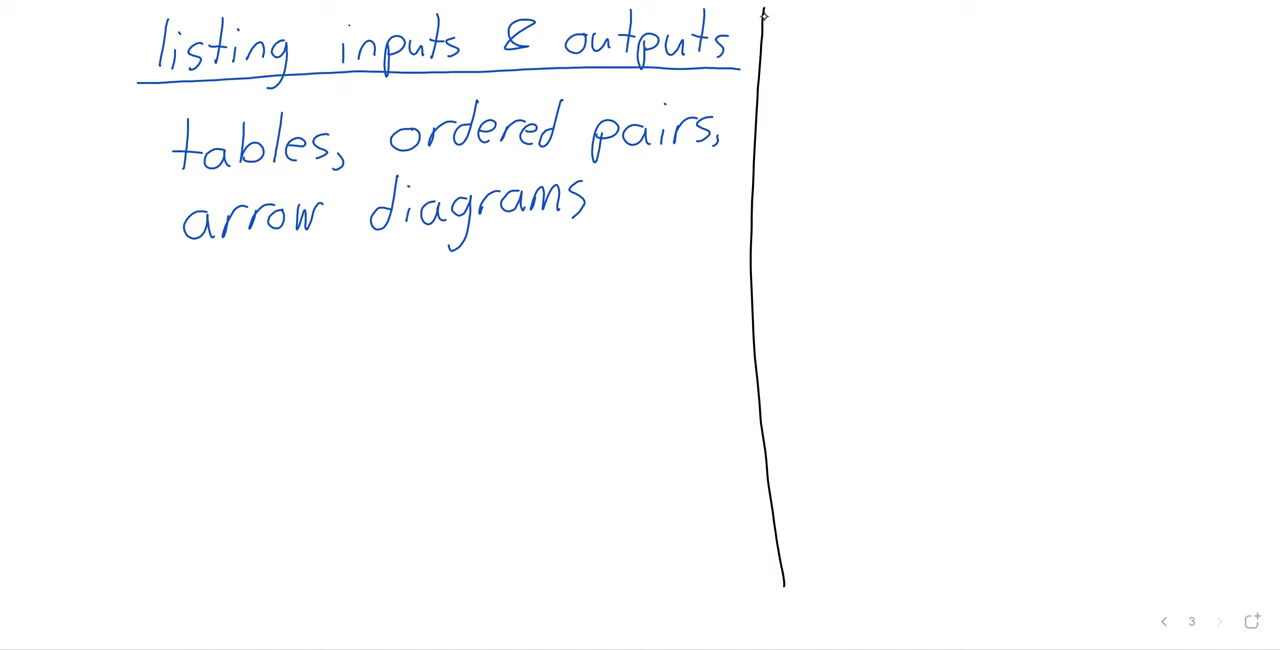 listing inputs & outputs
tables, ordered pairs,
arrow diagrams
3